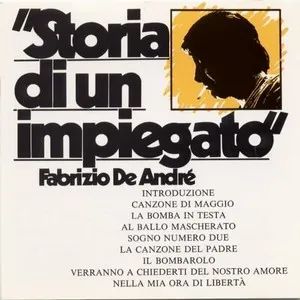 "Storia
di un
impiegato"
Fabrizio De André
INTRODUZIONE
CANZONE DI MAGGIO
LA BOMBA IN TESTA
AL BALLO MASCHERATO
SOGNO NUMERO DUE
LA CANZONE DEL PADRE
IL BOMBAROLO
VERRANNO A CHIEDERTI DEL NOSTRO AMORE
NELLA MIA ORA DI LIBERTÀ